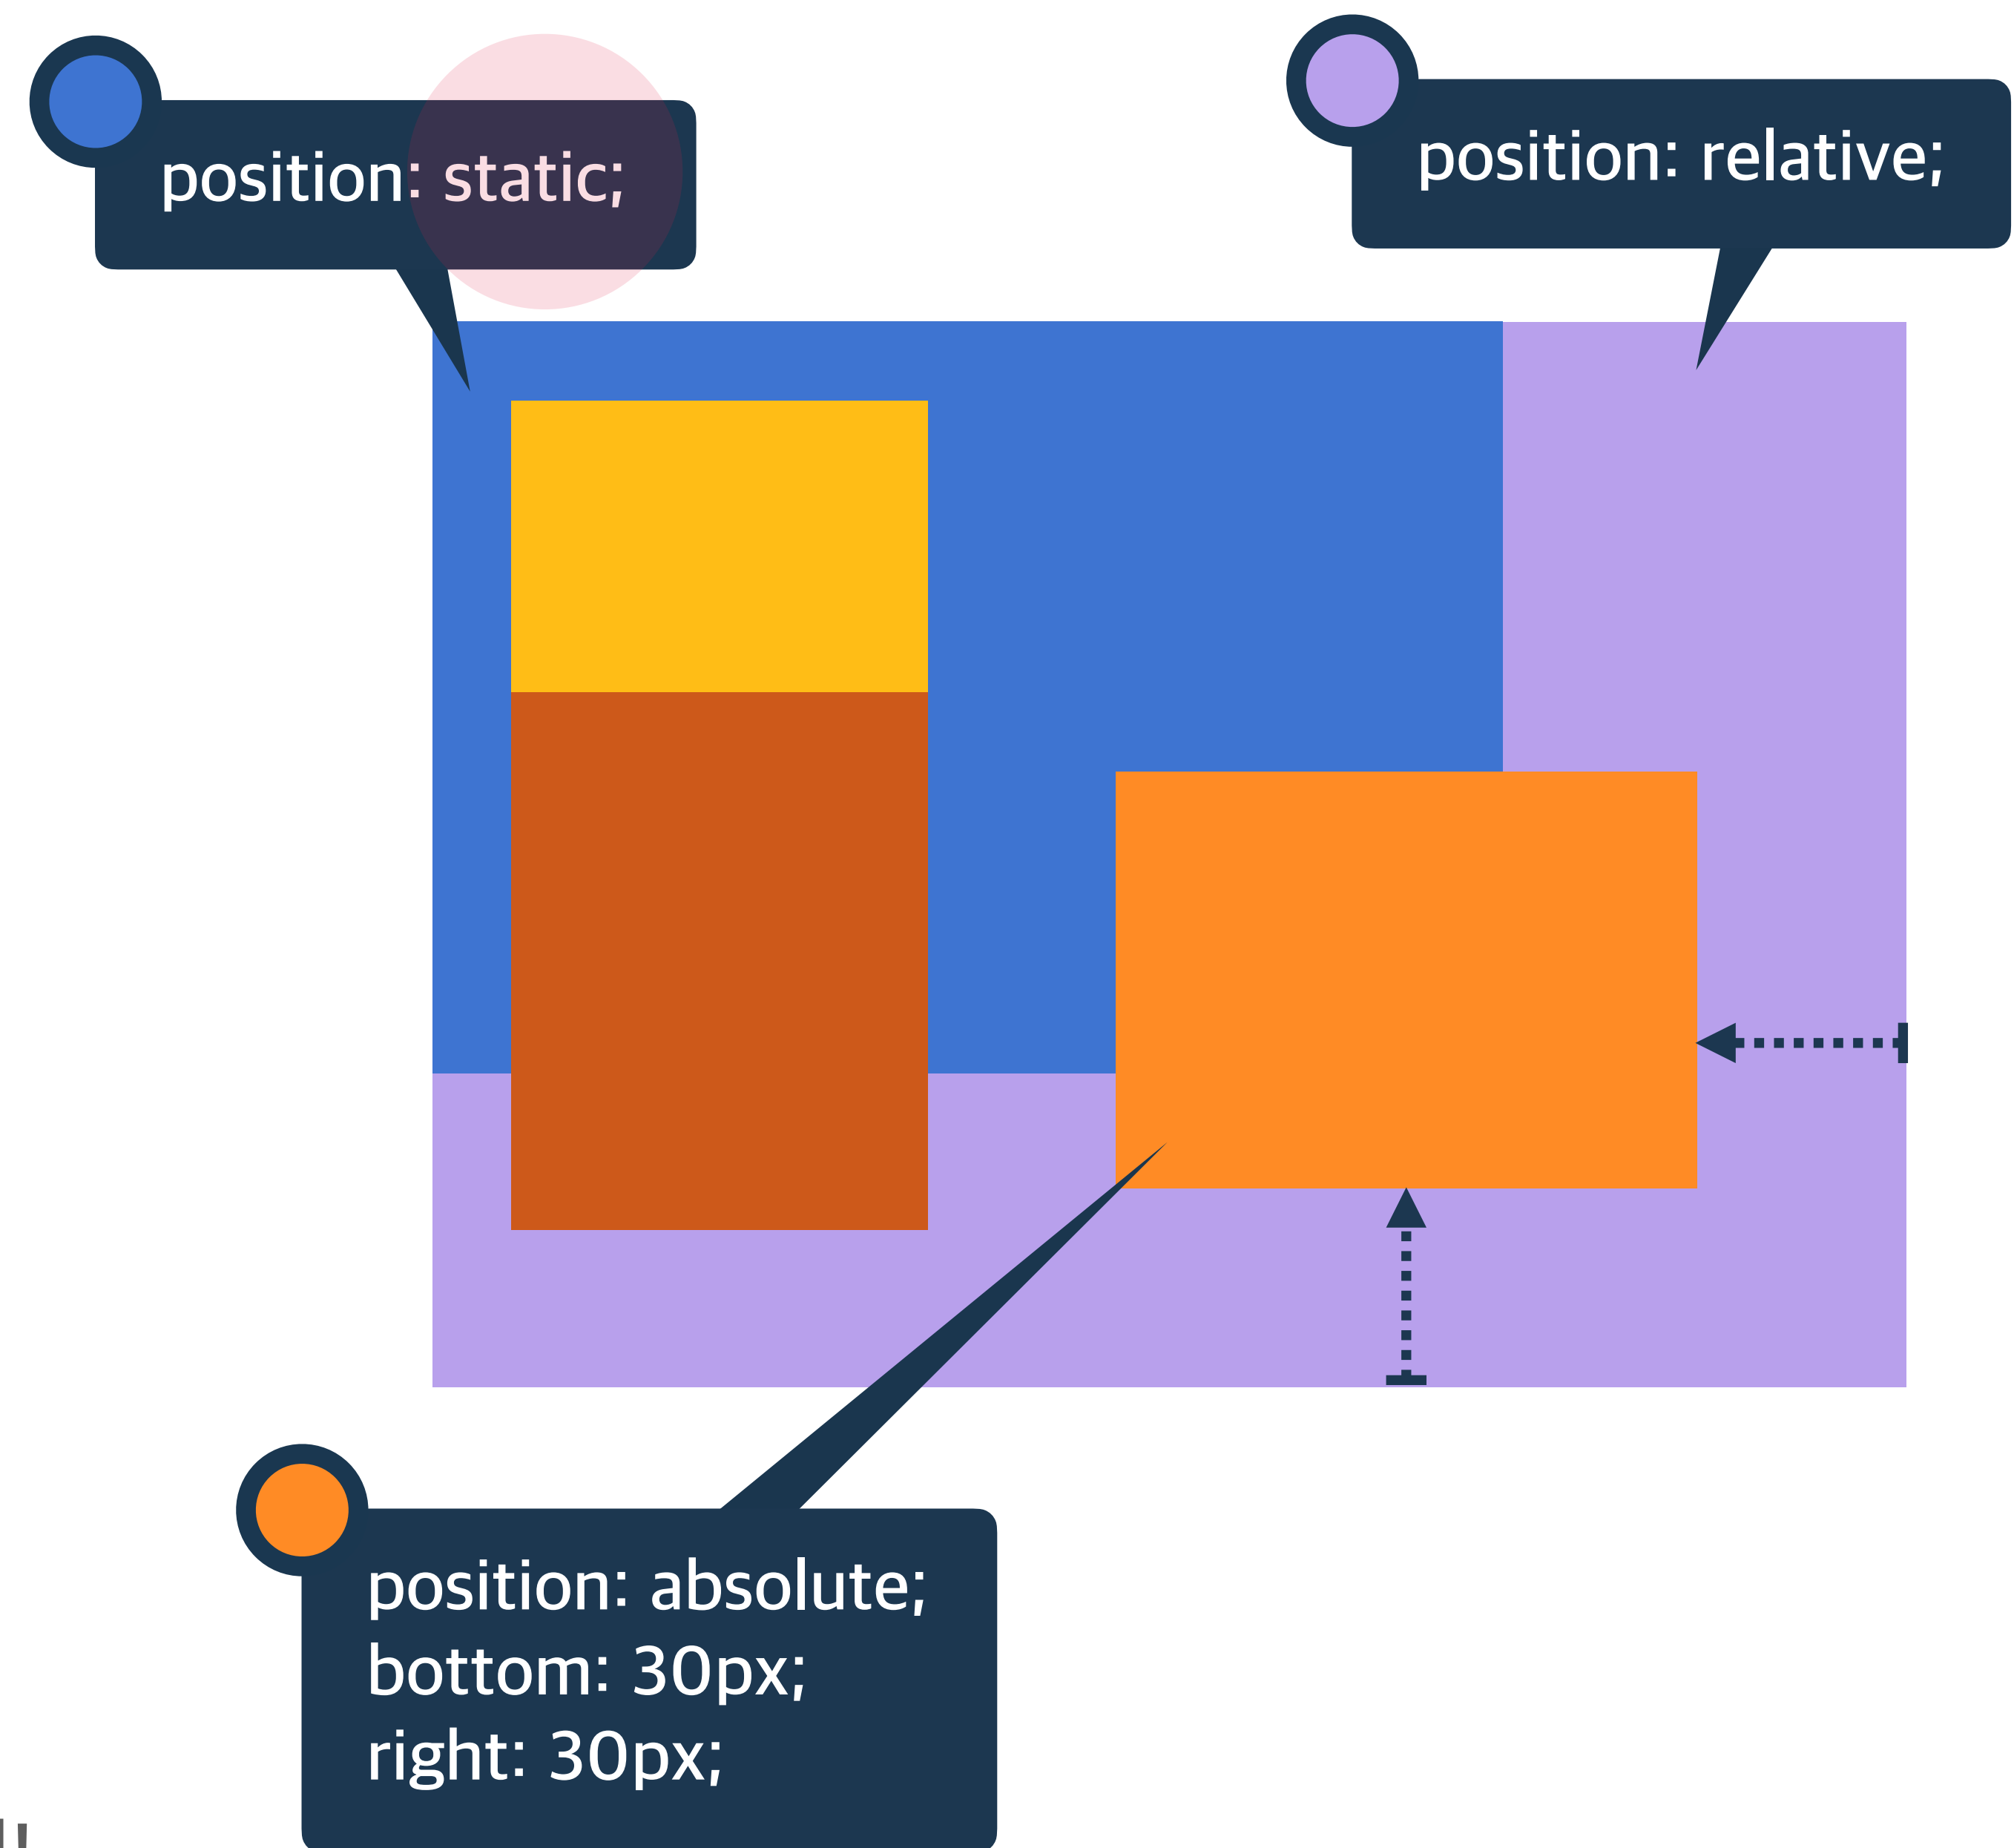 position: static;
position: relative;
position: absolute;
bottom: 30px;
right: 30px;